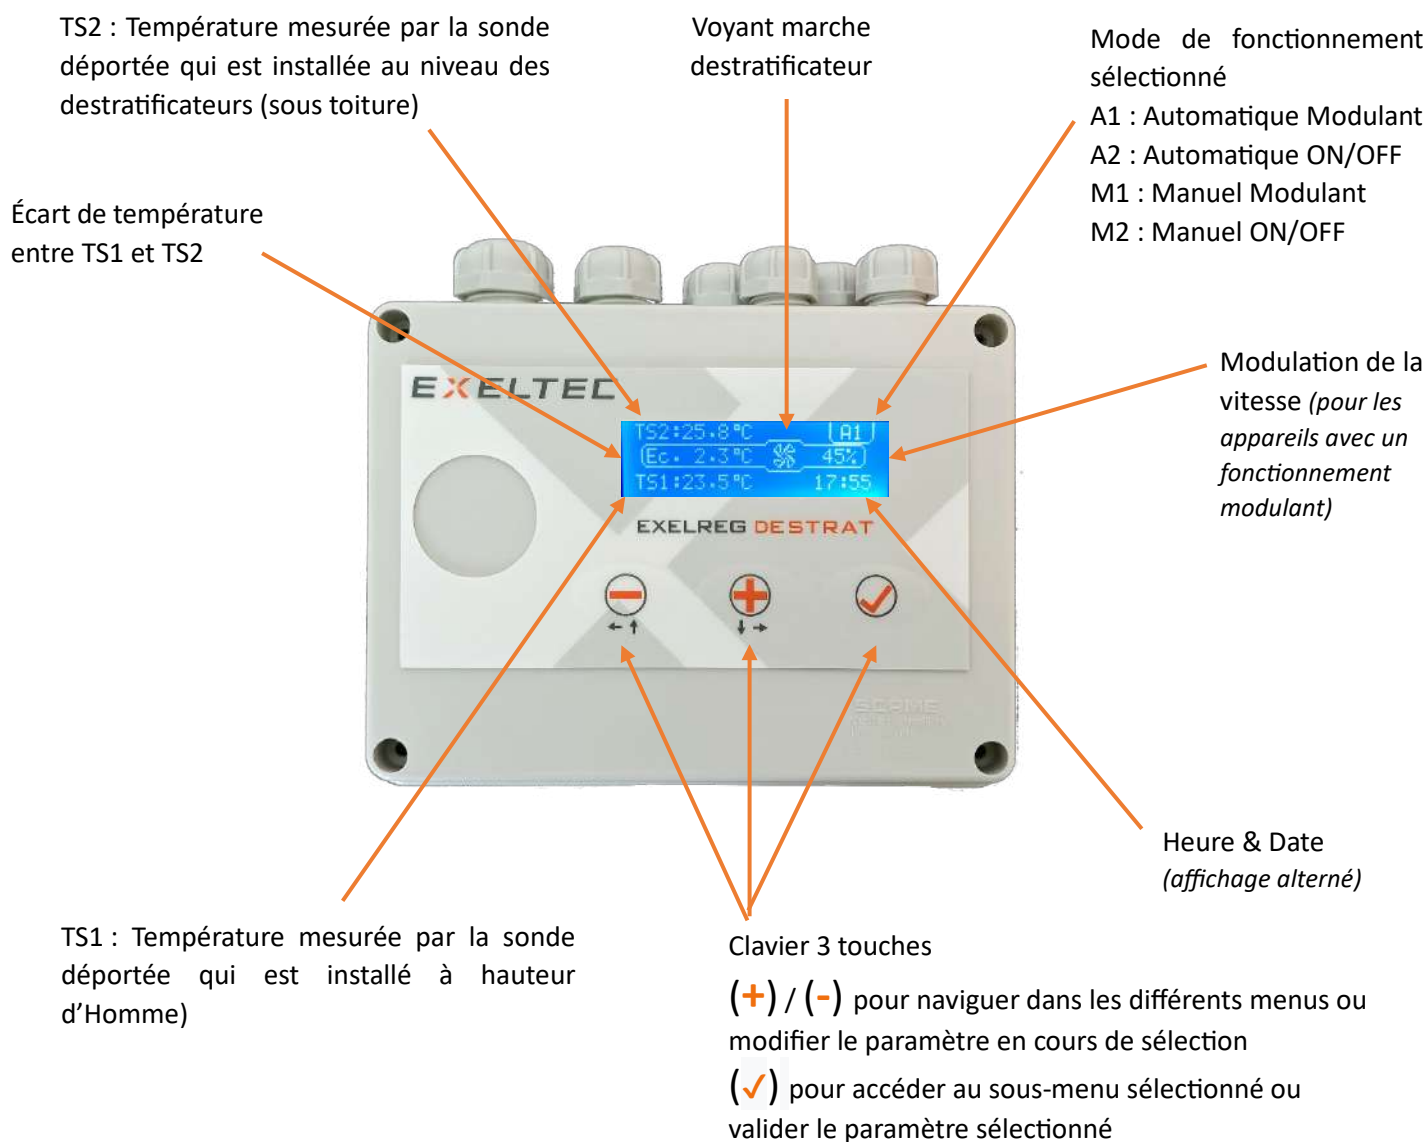 TS2 : Température mesurée par la sonde
déportée qui est installée au niveau des
destratificateurs (sous toiture)
Voyant marche
destratificateur
Mode de fonctionnement
sélectionné
A1 : Automatique Modulant
A2 : Automatique ON/OFF
M1 : Manuel Modulant
M2 : Manuel ON/OFF
Écart de température
entre TS1 et TS2
Modulation de la
vitesse (pour les
appareils avec un
fonctionnement
modulant)
EXELTEC
TS2:25.8°C A1
Ec. 2.3°C 45%
TS1:23.5°C 17:55
EXELREG DESTRAT
← ↑ ↓ →
SCAME
Heure & Date
(affichage alterné)
TS1 : Température mesurée par la sonde
déportée qui est installé à hauteur
d’Homme)
Clavier 3 touches
(+) / (-) pour naviguer dans les différents menus ou
modifier le paramètre en cours de sélection
(✓) pour accéder au sous-menu sélectionné ou
valider le paramètre sélectionné